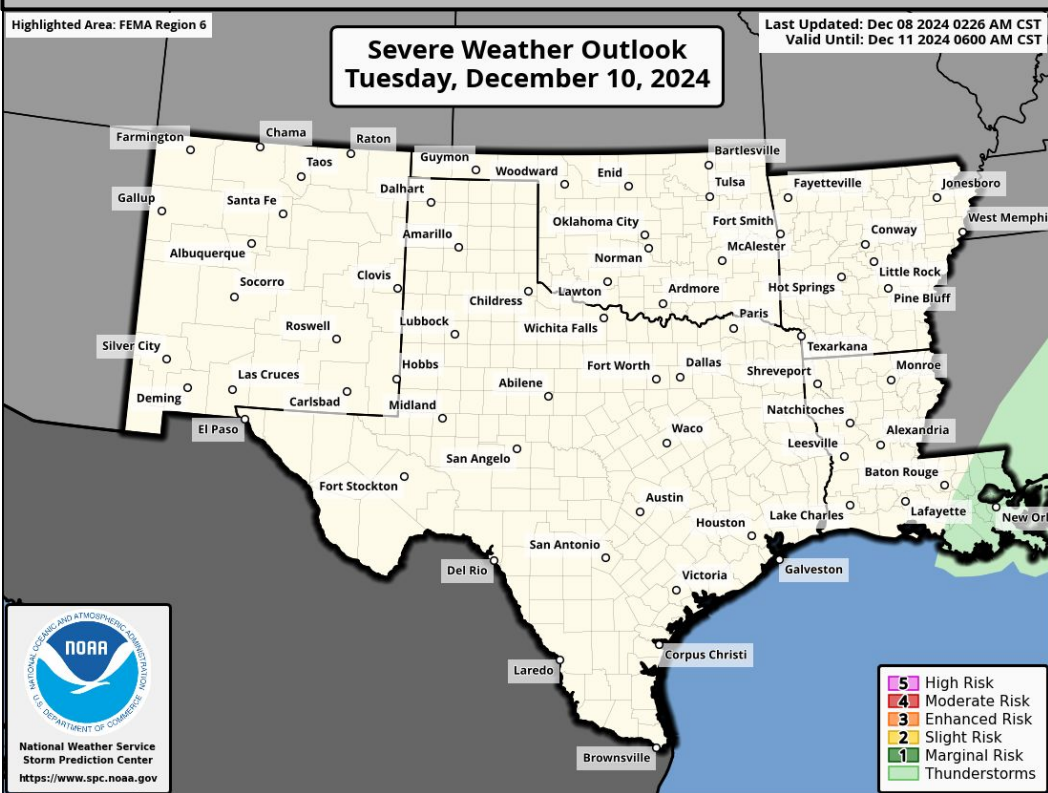 Highlighted Area: FEMA Region 6
Last Updated: Dec 08 2024 0226 AM CST
Valid Until: Dec 11 2024 0600 AM CST
Severe Weather Outlook
Tuesday, December 10, 2024
Farmington
Chama
Raton
Taos
Guymon
Woodward
Enid
Bartlesville
Tulsa
Fayetteville
Jonesboro
Gallup
Santa Fe
Dalhart
Oklahoma City
Fort Smith
West Memphi
Albuquerque
Amarillo
Norman
McAlester
Conway
Socorro
Clovis
Childress
Lawton
Ardmore
Hot Springs
Little Rock
Pine Bluff
Roswell
Lubbock
Wichita Falls
Paris
Texarkana
Silver City
Las Cruces
Hobbs
Abilene
Fort Worth
Dallas
Shreveport
Monroe
Deming
Carlsbad
Midland
Natchitoches
El Paso
Waco
Leesville
Alexandria
San Angelo
Baton Rouge
Fort Stockton
Austin
Houston
Lake Charles
Lafayette
New Orl
Del Rio
San Antonio
Galveston
Victoria
Laredo
Corpus Christi
Brownsville
NATIONAL OCEANIC AND ATMOSPHERIC ADMINISTRATION
NOAA
U.S. DEPARTMENT OF COMMERCE
National Weather Service
Storm Prediction Center
https://www.spc.noaa.gov
5 High Risk
4 Moderate Risk
3 Enhanced Risk
2 Slight Risk
1 Marginal Risk
Thunderstorms